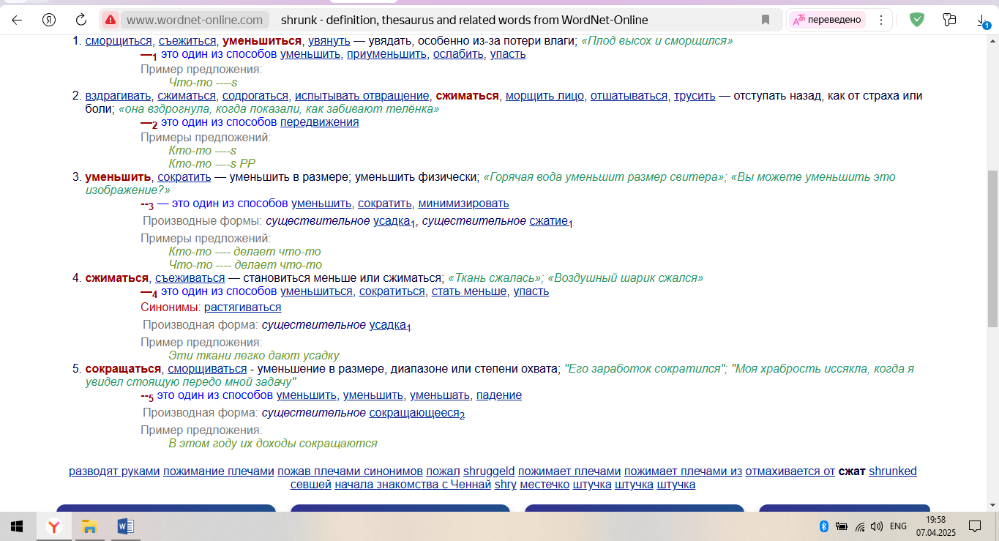 www.wordnet-online.com shrunk - definition, thesaurus and related words from WordNet-Online переведено
1. сморщиться, съежиться, уменьшиться, увянуть — увядать, особенно из-за потери влаги; «Плод высох и сморщился»
—1 это один из способов уменьшить, приуменьшить, ослабить, упасть
Пример предложения:
Что-то ----s
2. вздрагивать, сжиматься, содрогаться, испытывать отвращение, сжиматься, морщить лицо, отшатываться, трусить — отступать назад, как от страха или
боли; «она вздрогнула, когда показали, как забивают телёнка»
—2 это один из способов передвижения
Примеры предложений:
Кто-то ----s
Кто-то ----s PP
3. уменьшить, сократить — уменьшить в размере; уменьшить физически; «Горячая вода уменьшит размер свитера»; «Вы можете уменьшить это
изображение?»
--3 — это один из способов уменьшить, сократить, минимизировать
Производные формы: существительное усадка1, существительное сжатие1
Примеры предложений:
Кто-то ---- делает что-то
Что-то ---- делает что-то
4. сжиматься, съеживаться — становиться меньше или сжиматься; «Ткань сжалась»; «Воздушный шарик сжался»
—4 это один из способов уменьшиться, сократиться, стать меньше, упасть
Синонимы: растягиваться
Производная форма: существительное усадка1
Пример предложения:
Эти ткани легко дают усадку
5. сокращаться, сморщиваться - уменьшение в размере, диапазоне или степени охвата; "Его заработок сократился"; "Моя храбрость иссякла, когда я
увидел стоящую передо мной задачу"
--5 это один из способов уменьшить, уменьшить, уменьшать, падение
Производная форма: существительное сокращающееся2
Пример предложения:
В этом году их доходы сокращаются
разводят руками пожимание плечами пожав плечами синонимов пожал shruggeld пожимает плечами пожимает плечами из отмахивается от сжат shrunked
севшей начала знакомства с Ченнай shry местечко штучка штучка штучка
ENG 19:58
07.04.2025